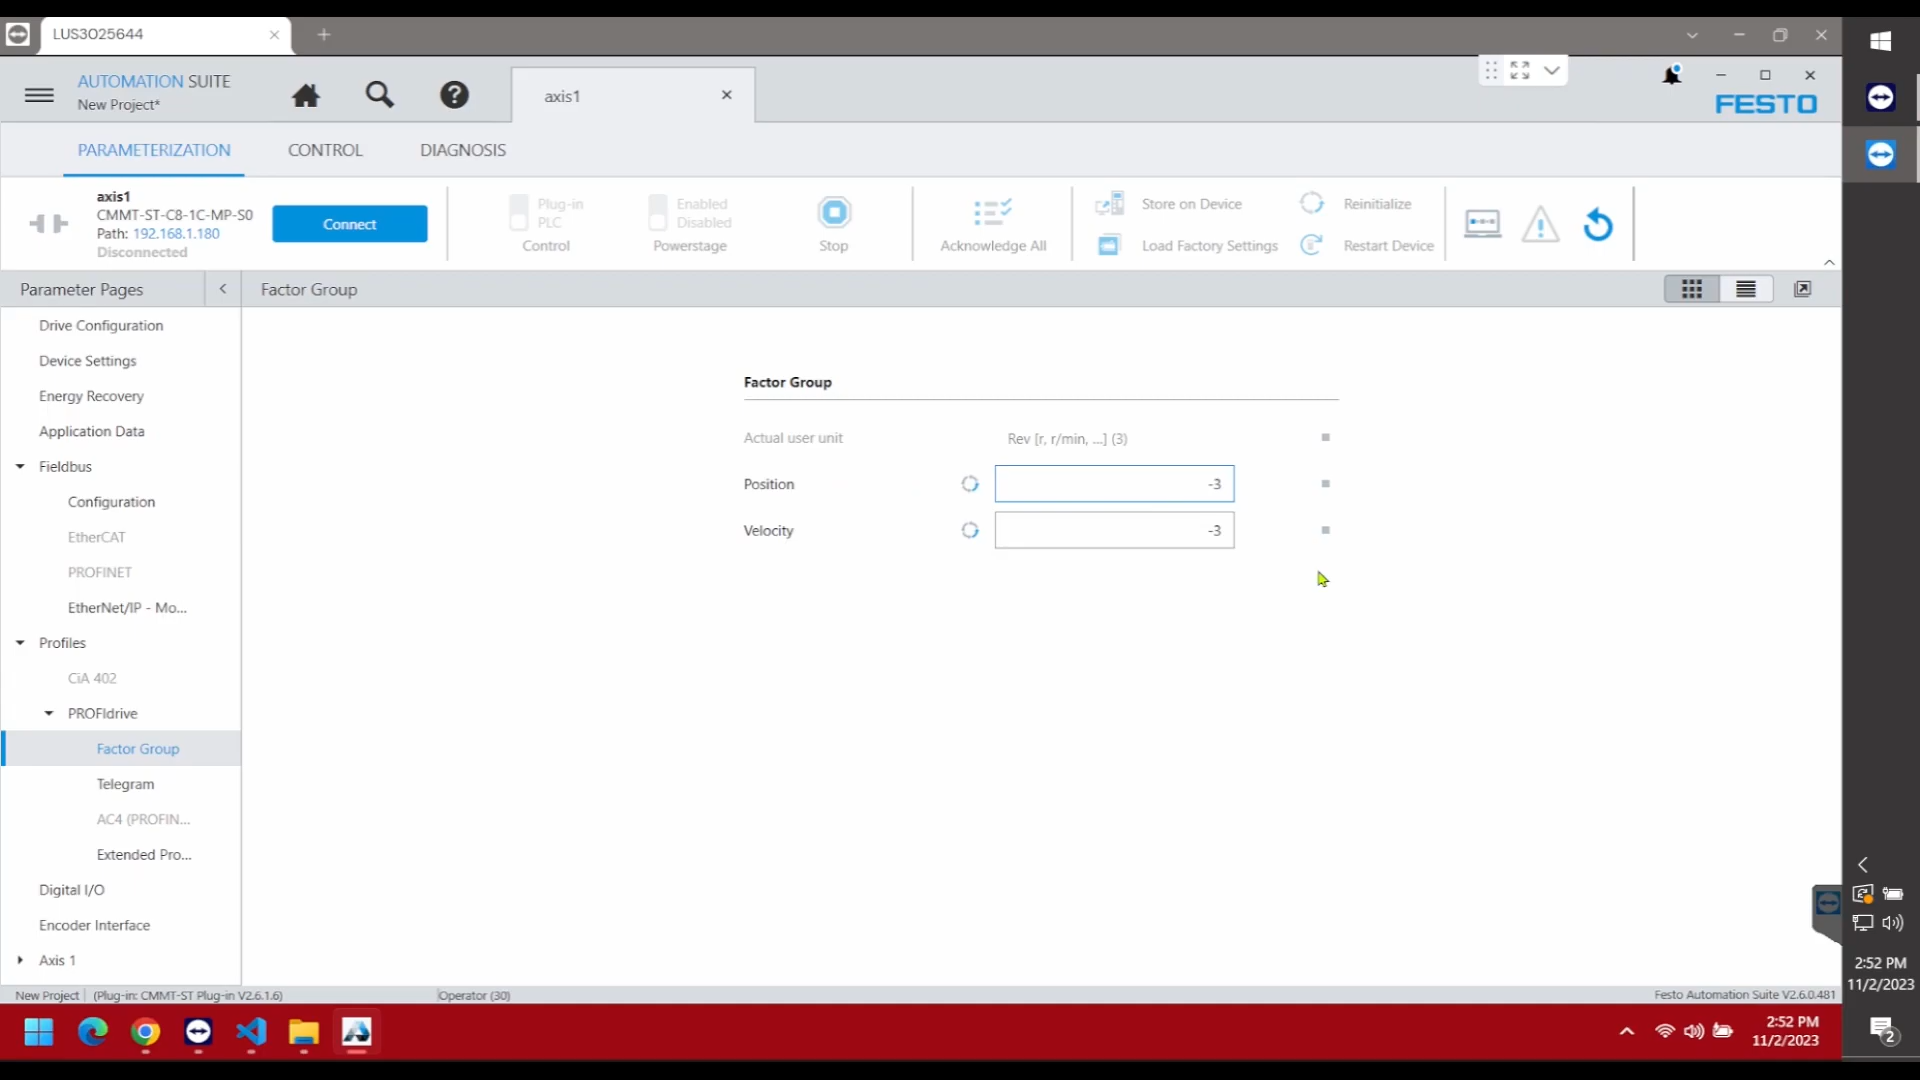 LUS3O25644
AUTOMATION SUITE
New Project*
axis1
FESTO
PARAMETERIZATION
CONTROL
DIAGNOSIS
axis1
CMMT-ST-C8-1C-MP-S0
Path: 192.168.1.180
Disconnected
Connect
Plug-in
PLC
Control
Enabled
Disabled
Powerstage
Stop
Acknowledge All
Store on Device
Load Factory Settings
Reinitialize
Restart Device
Parameter Pages
Factor Group
Drive Configuration
Device Settings
Energy Recovery
Application Data
Fieldbus
Configuration
EtherCAT
PROFINET
EtherNet/IP - Mo...
Profiles
CiA 402
PROFIdrive
Factor Group
Telegram
AC4 (PROFIN...
Extended Pro...
Digital I/O
Encoder Interface
Axis 1
Factor Group
Actual user unit
Rev [r, r/min, ...] (3)
Position
-3
Velocity
-3
New Project
(Plug-in: CMMT-ST Plug-in V2.6.1.6)
Operator (30)
Festo Automation Suite V2.6.0.481
2:52 PM
11/2/2023
2:52 PM
11/2/2023
2